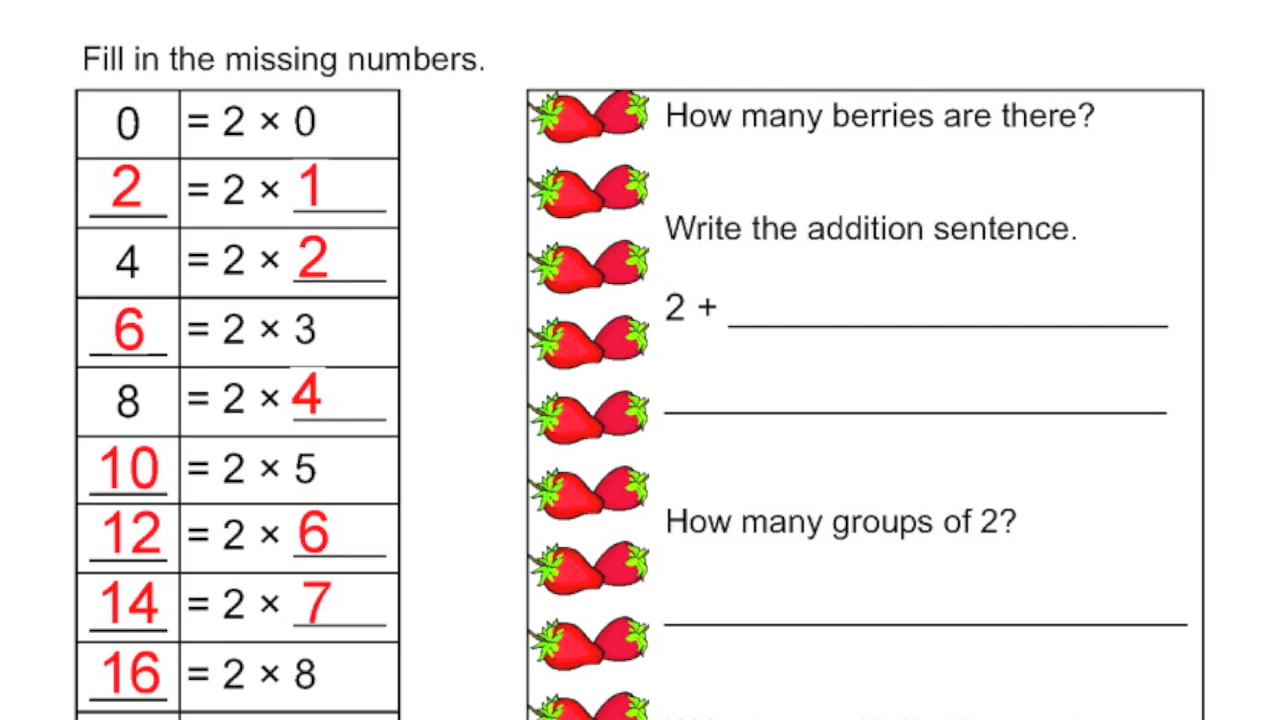 Fill in the missing numbers.
0 = 2 × 0
2 = 2 × 1
4 = 2 × 2
6 = 2 × 3
8 = 2 × 4
10 = 2 × 5
12 = 2 × 6
14 = 2 × 7
16 = 2 × 8
How many berries are there?
Write the addition sentence.
2 +
How many groups of 2?